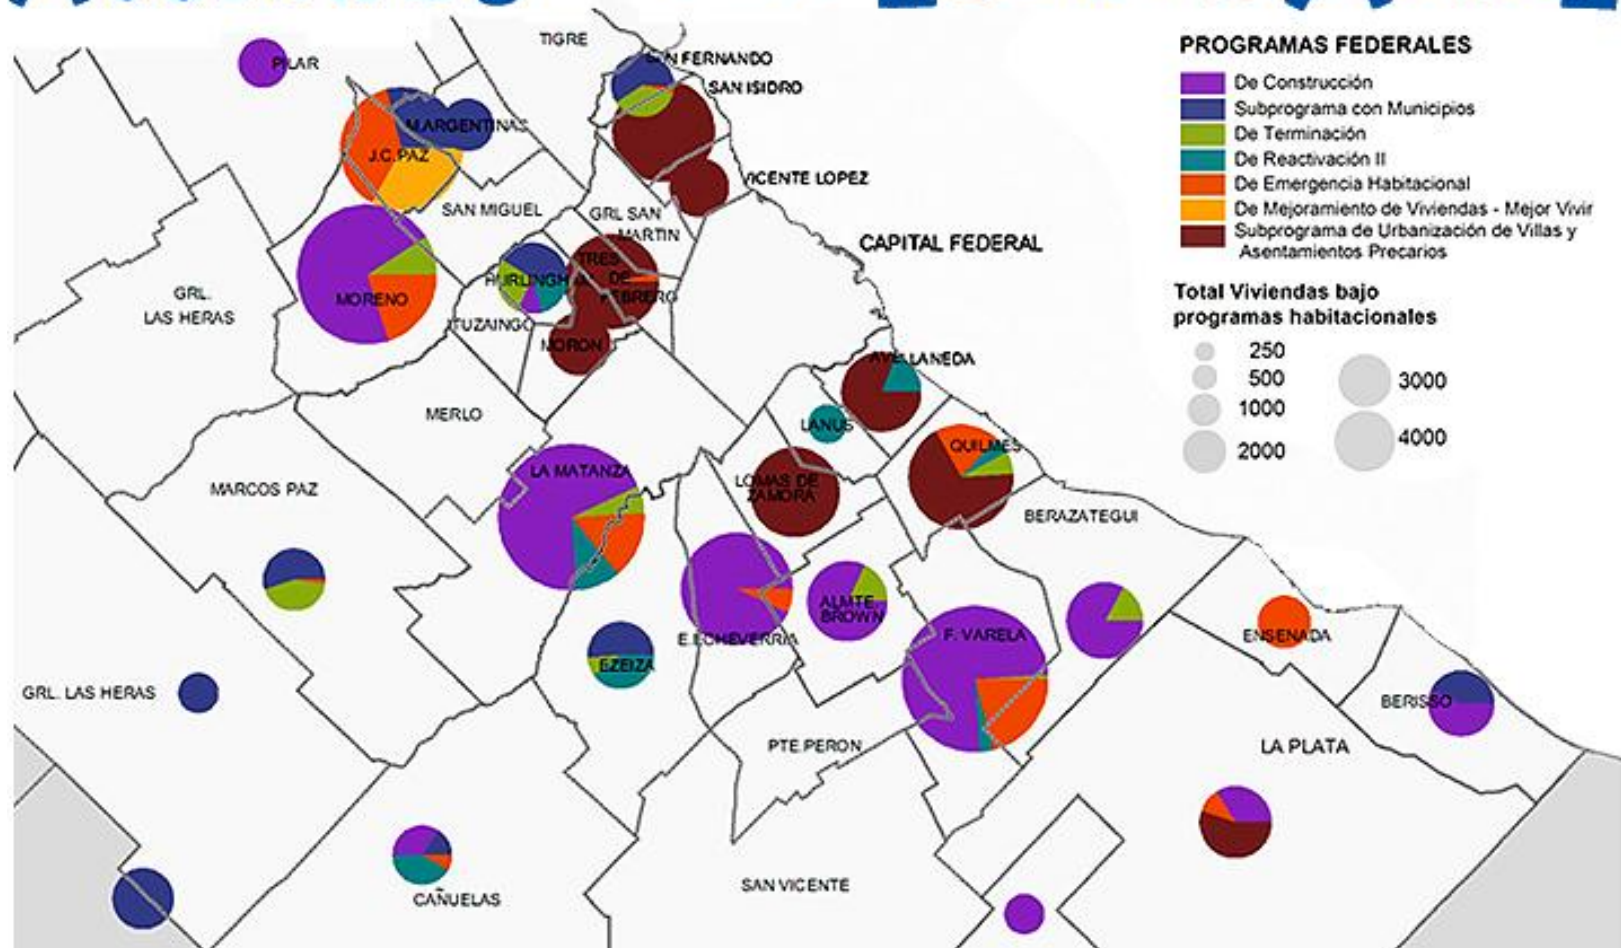 TIGRE
SAN FERNANDO
PILAR
SAN ISIDRO
M.ARGENTINAS
J.C.PAZ
VICENTE LOPEZ
SAN MIGUEL
GRL SAN
MARTIN
CAPITAL FEDERAL
TRES
DE
FEBRERO
HURLINGHAM
MORENO
GRL.
LAS HERAS
ITUZAINGO
MORON
AVELLANEDA
MERLO
LANUS
QUILMES
LA MATANZA
LOMAS DE
ZAMORA
MARCOS PAZ
BERAZATEGUI
ALMTE.
BROWN
E.ECHEVERRIA
F. VARELA
ENSENADA
EZEIZA
GRL. LAS HERAS
BERISSO
PTE.PERON
LA PLATA
SAN VICENTE
CAÑUELAS
PROGRAMAS FEDERALES
De Construcción
Subprograma con Municipios
De Terminación
De Reactivación II
De Emergencia Habitacional
De Mejoramiento de Viviendas - Mejor Vivir
Subprograma de Urbanización de Villas y
Asentamientos Precarios
Total Viviendas bajo
programas habitacionales
250
500
1000
2000
3000
4000